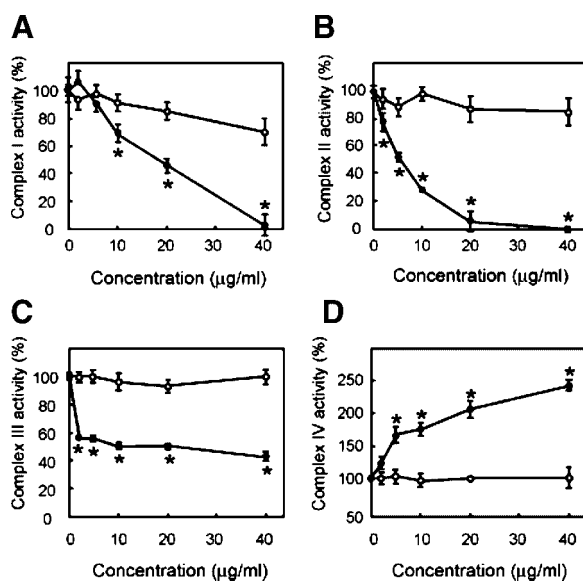 A
Complex I activity (%)
120
100
80
60
40
20
0
* * *
0 10 20 30 40
Concentration (μg/ml)
B
Complex II activity (%)
120
100
80
60
40
20
0
* * * * *
0 10 20 30 40
Concentration (μg/ml)
C
Complex III activity (%)
120
100
80
60
40
20
0
* * * * *
0 10 20 30 40
Concentration (μg/ml)
D
Complex IV activity (%)
250
200
150
100
50
* * * *
0 10 20 30 40
Concentration (μg/ml)